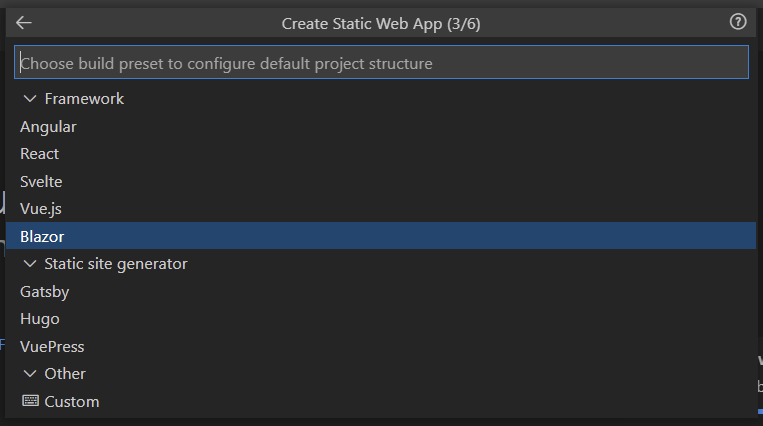 Create Static Web App (3/6)
Choose build preset to configure default project structure
Framework
Angular
React
Svelte
Vue.js
Blazor
Static site generator
Gatsby
Hugo
VuePress
Other
Custom